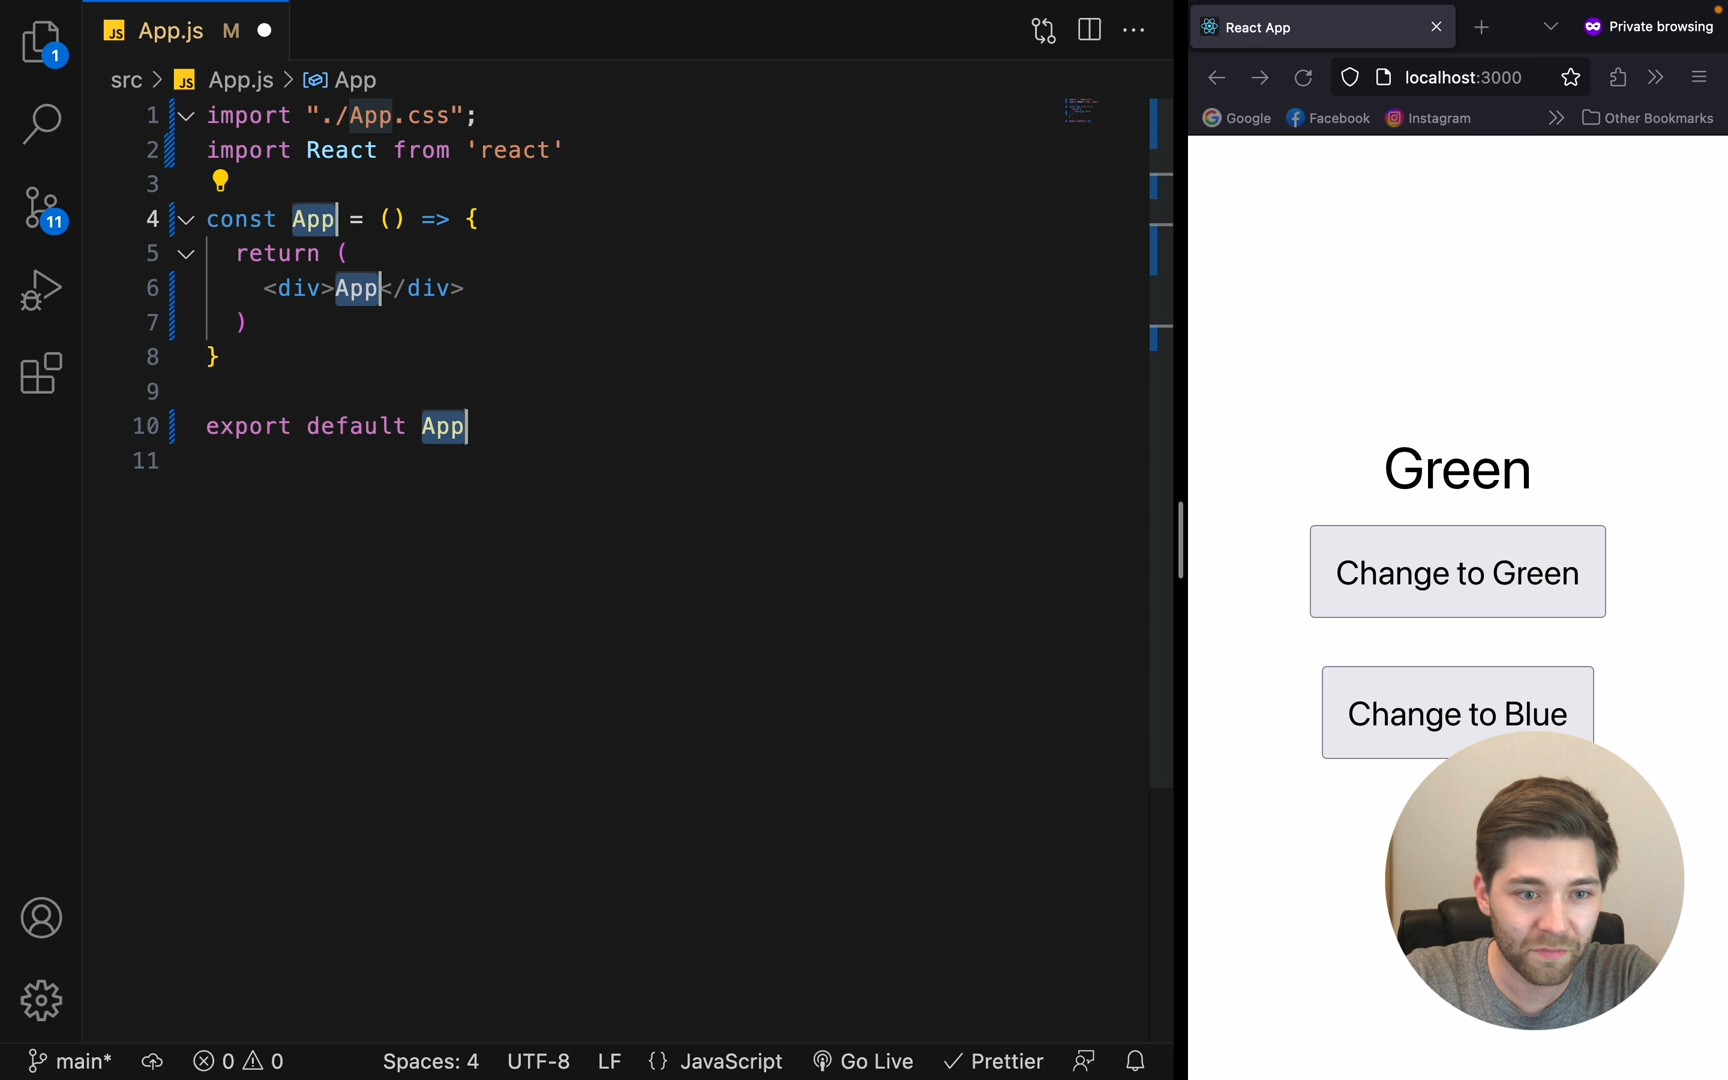 JS App.js M
src > JS App.js > App
1 import "./App.css";
2 import React from 'react'
3
4 const App = () => {
5 return (
6 <div>App</div>
7 )
8 }
9
10 export default App
11
1
11
main* 0 0 Spaces: 4 UTF-8 LF {} JavaScript Go Live Prettier
React App
Private browsing
localhost:3000
Google Facebook Instagram Other Bookmarks
Green
Change to Green
Change to Blue